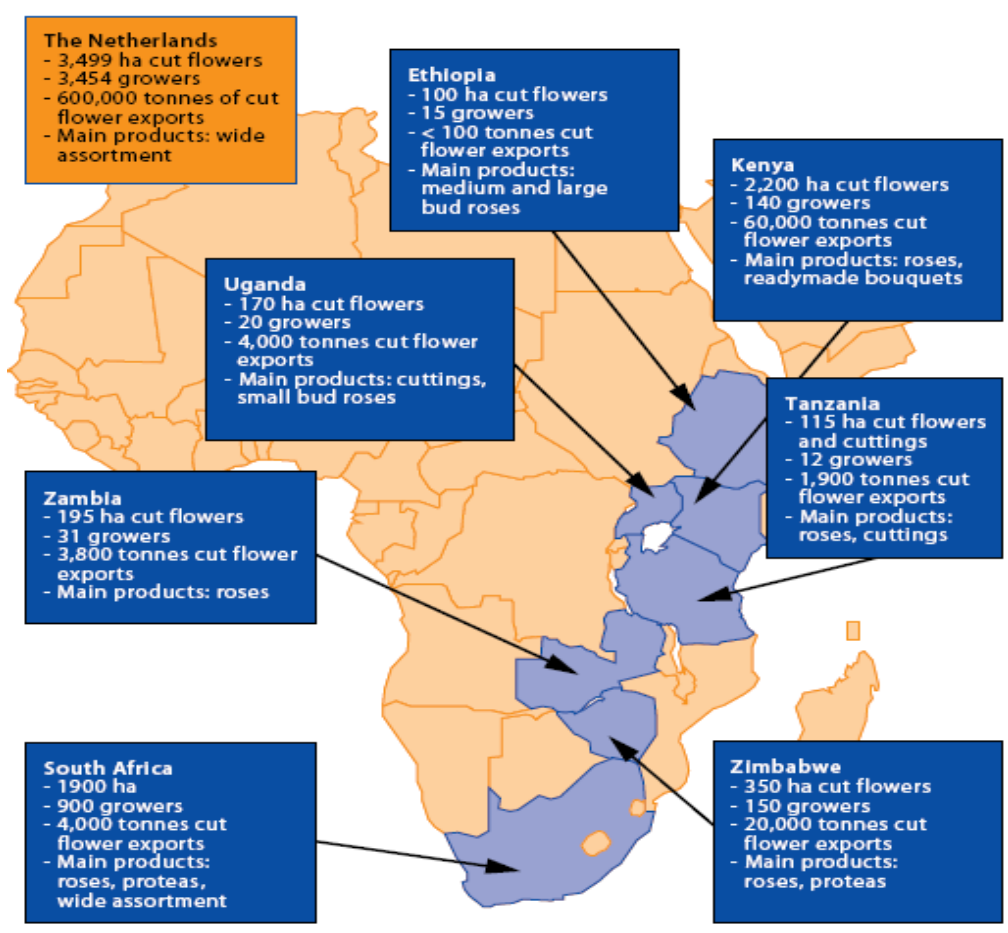 The Netherlands
- 3,499 ha cut flowers
- 3,454 growers
- 600,000 tonnes of cut
flower exports
- Main products: wide
assortment
Ethiopia
- 100 ha cut flowers
- 15 growers
- < 100 tonnes cut
flower exports
- Main products:
medium and large
bud roses
Kenya
- 2,200 ha cut flowers
- 140 growers
- 60,000 tonnes cut
flower exports
- Main products: roses,
readymade bouquets
Uganda
- 170 ha cut flowers
- 20 growers
- 4,000 tonnes cut flower
exports
- Main products: cuttings,
small bud roses
Tanzania
- 115 ha cut flowers
and cuttings
- 12 growers
- 1,900 tonnes cut
flower exports
- Main products:
roses, cuttings
Zambia
- 195 ha cut flowers
- 31 growers
- 3,800 tonnes cut flower
exports
- Main products: roses
South Africa
- 1900 ha
- 900 growers
- 4,000 tonnes cut
flower exports
- Main products:
roses, proteas,
wide assortment
Zimbabwe
- 350 ha cut flowers
- 150 growers
- 20,000 tonnes cut
flower exports
- Main products:
roses, proteas